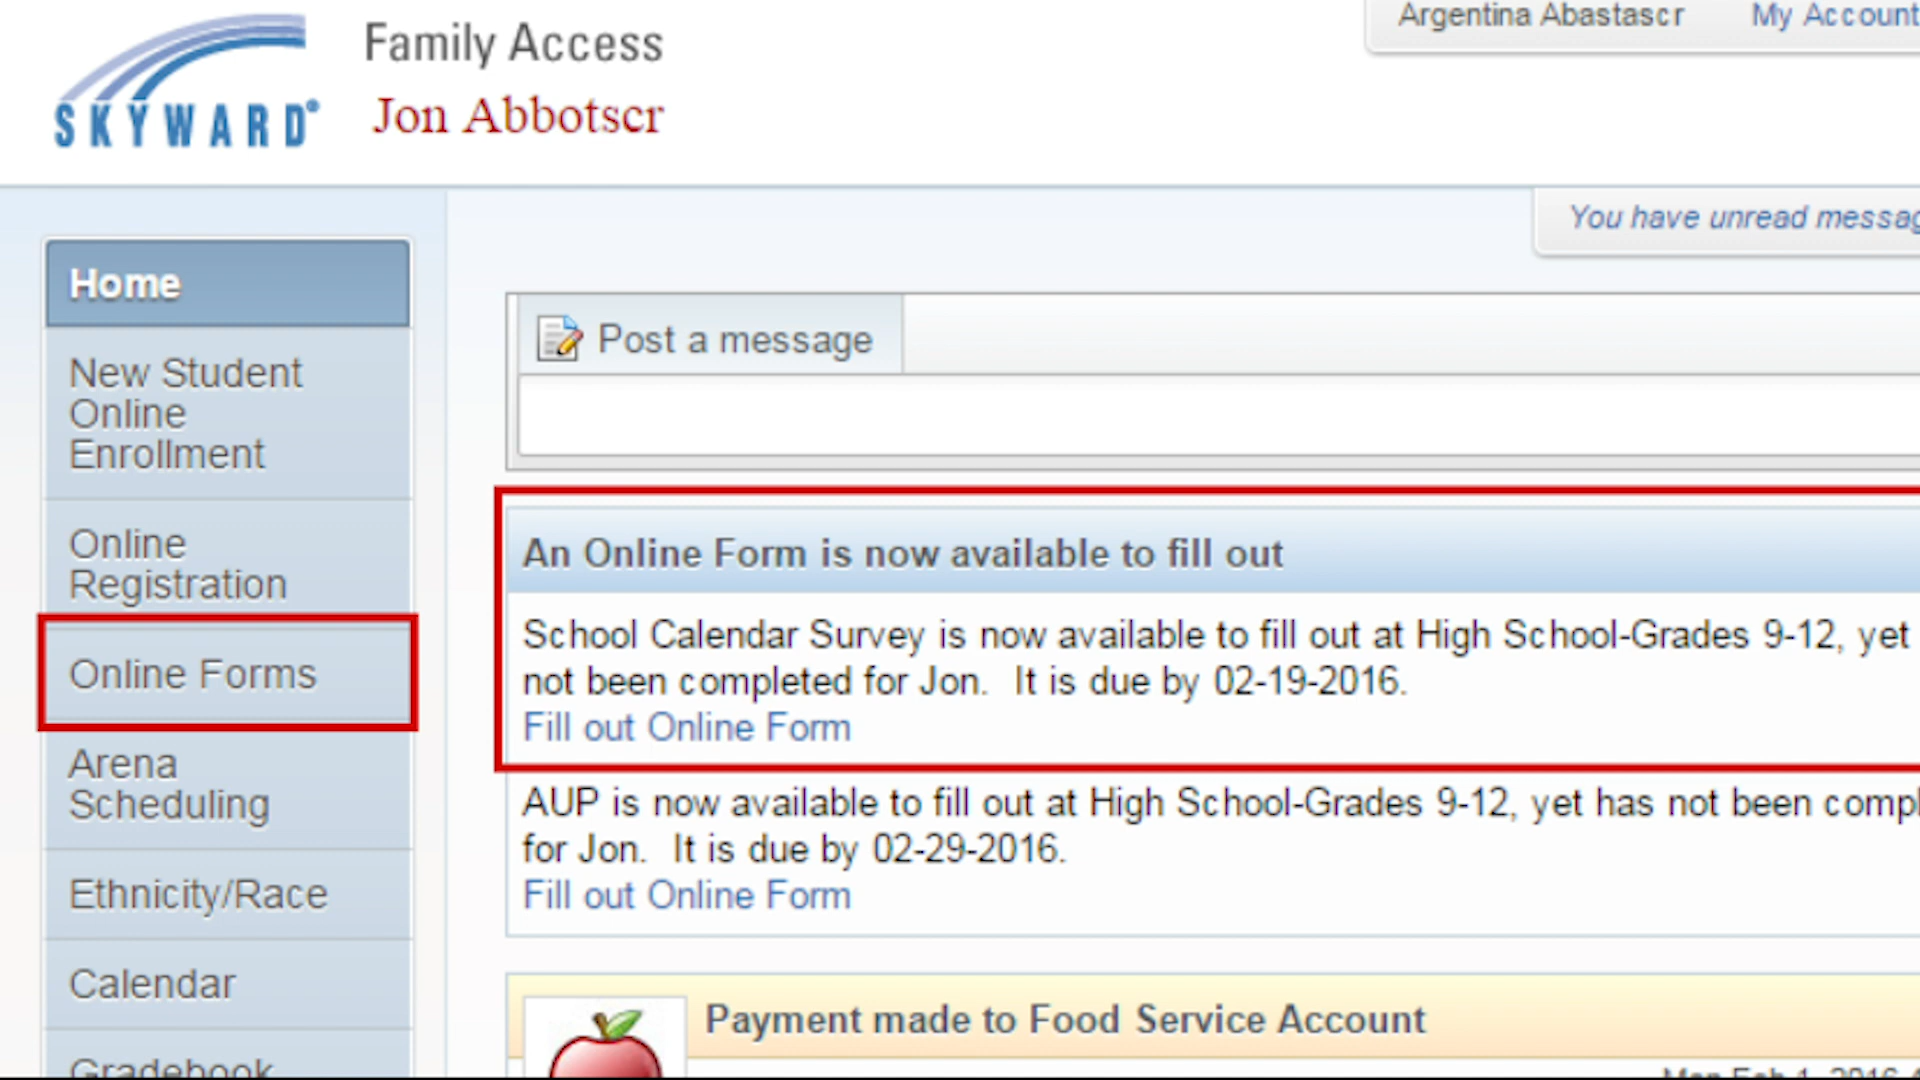 Argentina Abastascr My Account
Family Access
SKYWARD®
Jon Abbotscr
You have unread
Home
Post a message
New Student
Online
Enrollment
Online
Registration
Online Forms
Arena
Scheduling
Ethnicity/Race
Calendar
Gradebook
An Online Form is now available to fill out
School Calendar Survey is now available to fill out at High School-Grades 9-12, yet
not been completed for Jon. It is due by 02-19-2016.
Fill out Online Form
AUP is now available to fill out at High School-Grades 9-12, yet has not been
for Jon. It is due by 02-29-2016.
Fill out Online Form
Payment made to Food Service Account
Mon Feb 1, 2016